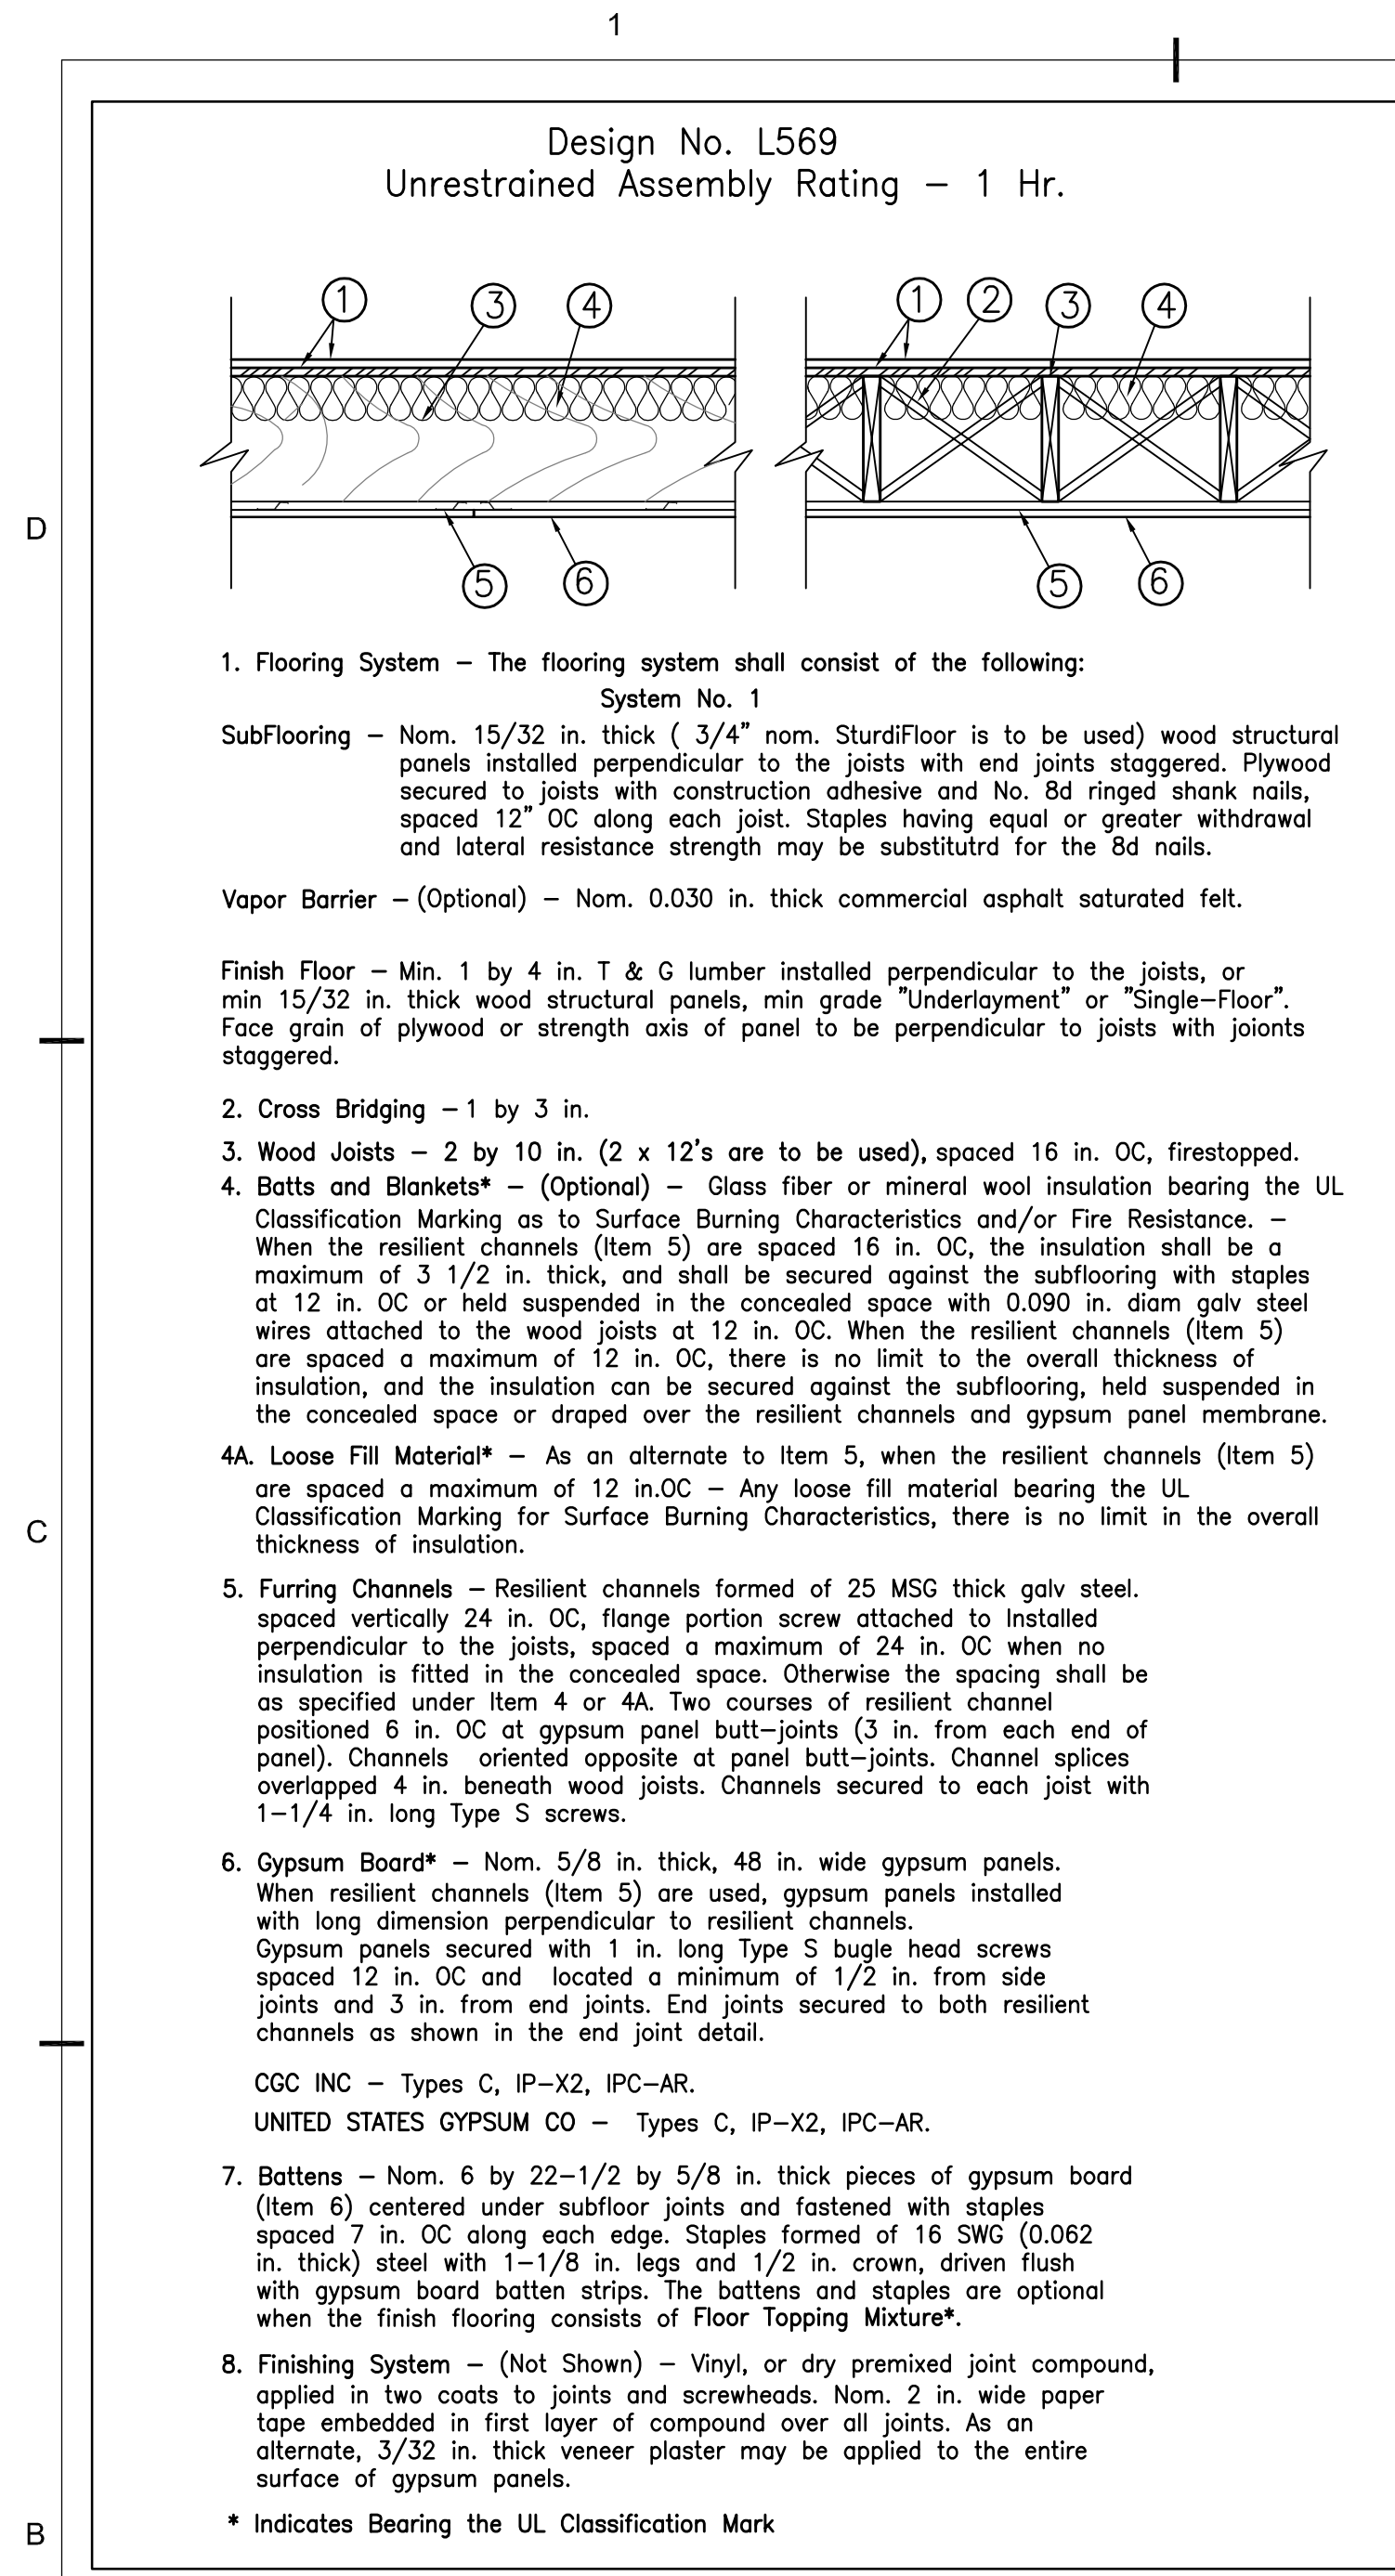 1
Design No. L569
Unrestrained Assembly Rating – 1 Hr.
1 3 4 1 2 3 4
D
5 6 5 6
1. Flooring System – The flooring system shall consist of the following:
System No. 1
SubFlooring – Nom. 15/32 in. thick ( 3/4" nom. SturdiFloor is to be used) wood structural
panels installed perpendicular to the joists with end joints staggered. Plywood
secured to joists with construction adhesive and No. 8d ringed shank nails,
spaced 12" OC along each joist. Staples having equal or greater withdrawal
and lateral resistance strength may be substitutrd for the 8d nails.
Vapor Barrier – (Optional) – Nom. 0.030 in. thick commercial asphalt saturated felt.
Finish Floor – Min. 1 by 4 in. T & G lumber installed perpendicular to the joists, or
min 15/32 in. thick wood structural panels, min grade "Underlayment" or "Single–Floor".
Face grain of plywood or strength axis of panel to be perpendicular to joists with joionts
staggered.
2. Cross Bridging – 1 by 3 in.
3. Wood Joists – 2 by 10 in. (2 x 12's are to be used), spaced 16 in. OC, firestopped.
4. Batts and Blankets* – (Optional) – Glass fiber or mineral wool insulation bearing the UL
Classification Marking as to Surface Burning Characteristics and/or Fire Resistance. –
When the resilient channels (Item 5) are spaced 16 in. OC, the insulation shall be a
maximum of 3 1/2 in. thick, and shall be secured against the subflooring with staples
at 12 in. OC or held suspended in the concealed space with 0.090 in. diam galv steel
wires attached to the wood joists at 12 in. OC. When the resilient channels (Item 5)
are spaced a maximum of 12 in. OC, there is no limit to the overall thickness of
insulation, and the insulation can be secured against the subflooring, held suspended in
the concealed space or draped over the resilient channels and gypsum panel membrane.
4A. Loose Fill Material* – As an alternate to Item 5, when the resilient channels (Item 5)
are spaced a maximum of 12 in.OC – Any loose fill material bearing the UL
Classification Marking for Surface Burning Characteristics, there is no limit in the overall
thickness of insulation.
C
5. Furring Channels – Resilient channels formed of 25 MSG thick galv steel.
spaced vertically 24 in. OC, flange portion screw attached to Installed
perpendicular to the joists, spaced a maximum of 24 in. OC when no
insulation is fitted in the concealed space. Otherwise the spacing shall be
as specified under Item 4 or 4A. Two courses of resilient channel
positioned 6 in. OC at gypsum panel butt–joints (3 in. from each end of
panel). Channels oriented opposite at panel butt–joints. Channel splices
overlapped 4 in. beneath wood joists. Channels secured to each joist with
1–1/4 in. long Type S screws.
6. Gypsum Board* – Nom. 5/8 in. thick, 48 in. wide gypsum panels.
When resilient channels (Item 5) are used, gypsum panels installed
with long dimension perpendicular to resilient channels.
Gypsum panels secured with 1 in. long Type S bugle head screws
spaced 12 in. OC and located a minimum of 1/2 in. from side
joints and 3 in. from end joints. End joints secured to both resilient
channels as shown in the end joint detail.
CGC INC – Types C, IP–X2, IPC–AR.
UNITED STATES GYPSUM CO – Types C, IP–X2, IPC–AR.
7. Battens – Nom. 6 by 22–1/2 by 5/8 in. thick pieces of gypsum board
(Item 6) centered under subfloor joints and fastened with staples
spaced 7 in. OC along each edge. Staples formed of 16 SWG (0.062
in. thick) steel with 1–1/8 in. legs and 1/2 in. crown, driven flush
with gypsum board batten strips. The battens and staples are optional
when the finish flooring consists of Floor Topping Mixture*.
8. Finishing System – (Not Shown) – Vinyl, or dry premixed joint compound,
applied in two coats to joints and screwheads. Nom. 2 in. wide paper
tape embedded in first layer of compound over all joints. As an
alternate, 3/32 in. thick veneer plaster may be applied to the entire
surface of gypsum panels.
* Indicates Bearing the UL Classification Mark
B